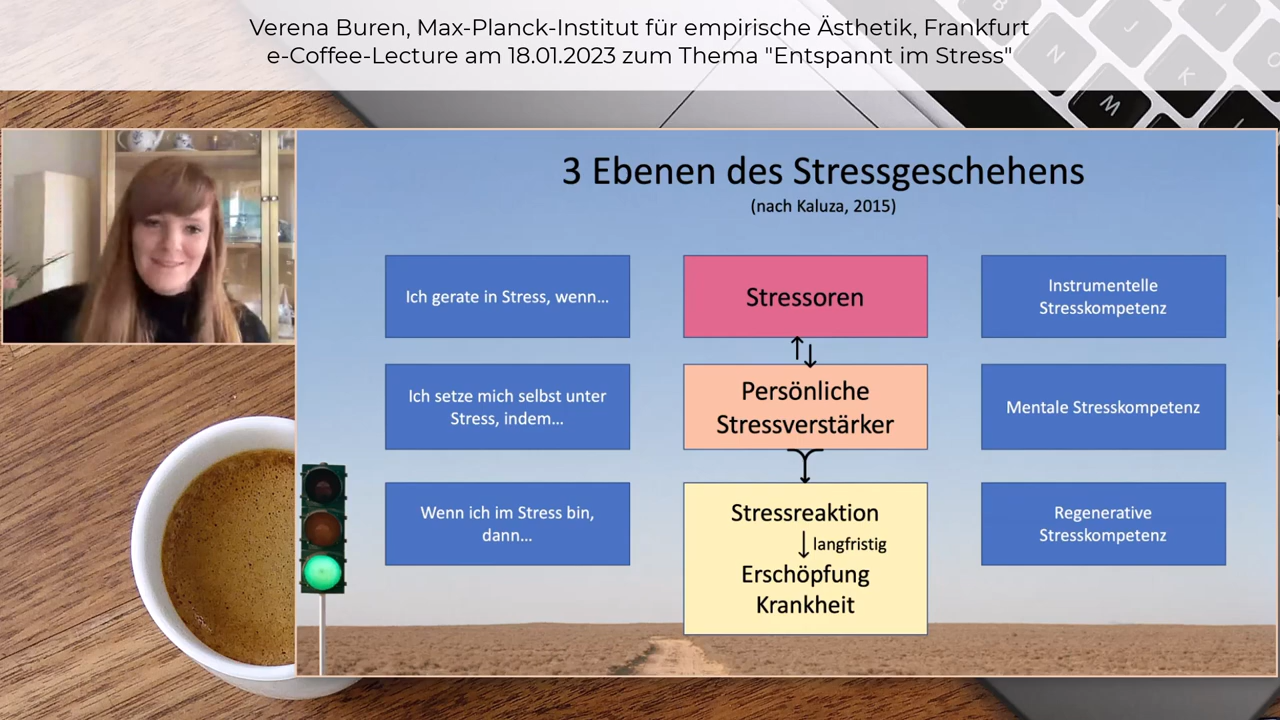 Verena Buren, Max-Planck-Institut für empirische Ästhetik, Frankfurt
e-Coffee-Lecture am 18.01.2023 zum Thema "Entspannt im Stress"
3 Ebenen des Stressgeschehens
(nach Kaluza, 2015)
Ich gerate in Stress, wenn...
Stressoren
Instrumentelle
Stresskompetenz
Ich setze mich selbst unter
Stress, indem...
Persönliche
Stressverstärker
Mentale Stresskompetenz
Wenn ich im Stress bin,
dann...
Stressreaktion
langfristig
Erschöpfung
Krankheit
Regenerative
Stresskompetenz
B
J
I
N
K
M